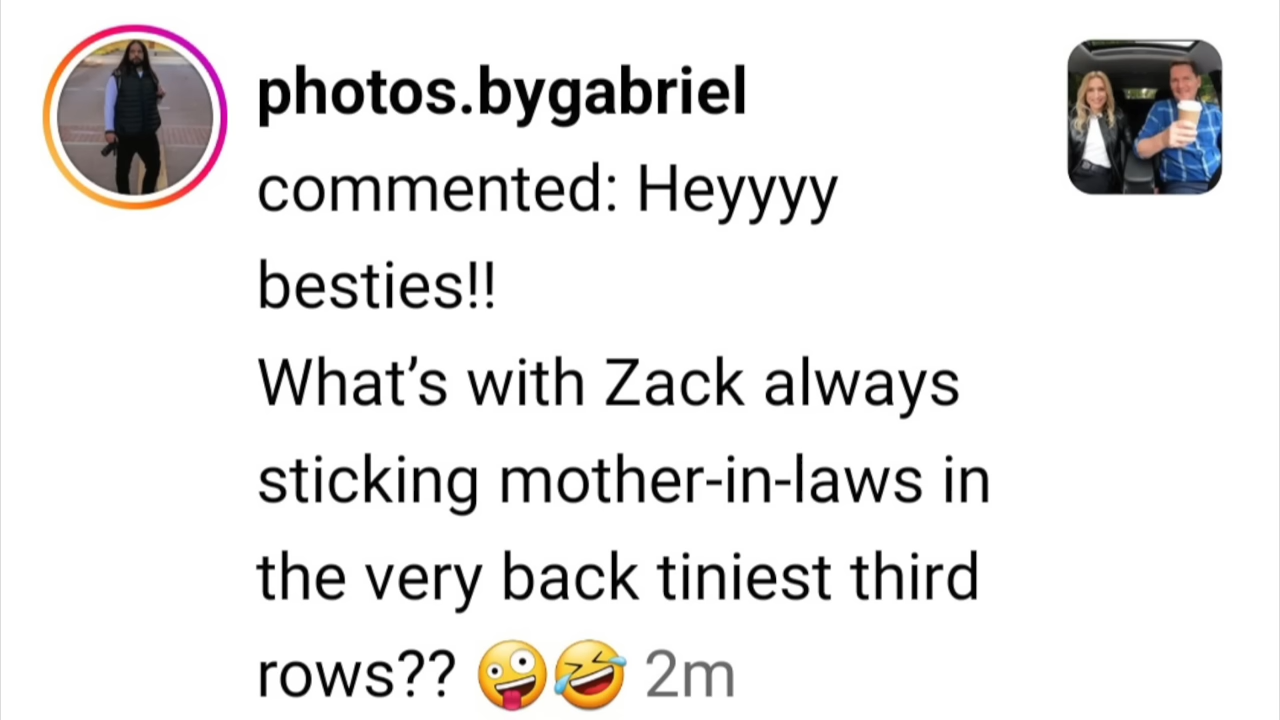 photos.bygabriel
commented: Heyyyy
besties!!
What’s with Zack always
sticking mother-in-laws in
the very back tiniest third
rows?? 🤪🤣 2m